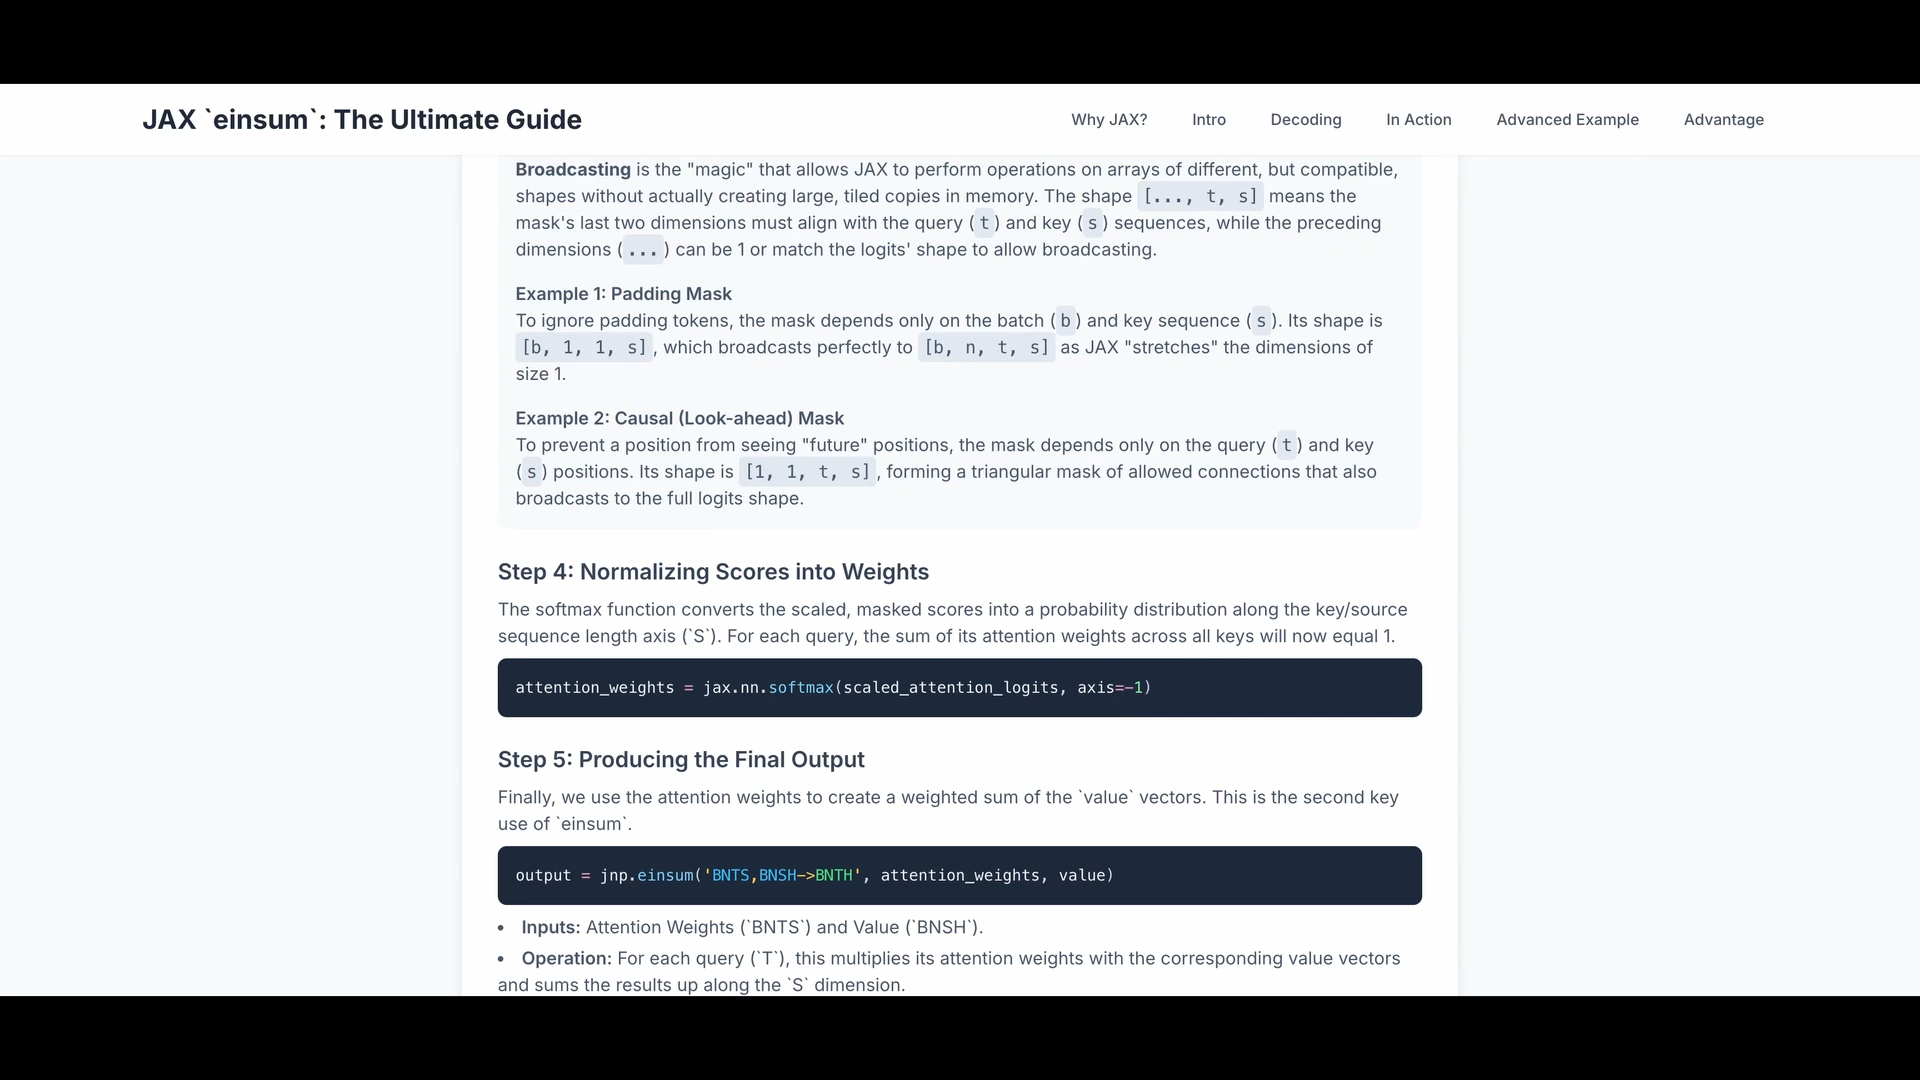 JAX `einsum`: The Ultimate Guide
Why JAX? Intro Decoding In Action Advanced Example Advantage
Broadcasting is the "magic" that allows JAX to perform operations on arrays of different, but compatible,
shapes without actually creating large, tiled copies in memory. The shape [..., t, s] means the
mask's last two dimensions must align with the query (t) and key (s) sequences, while the preceding
dimensions (...) can be 1 or match the logits' shape to allow broadcasting.
Example 1: Padding Mask
To ignore padding tokens, the mask depends only on the batch (b) and key sequence (s). Its shape is
[b, 1, 1, s], which broadcasts perfectly to [b, n, t, s] as JAX "stretches" the dimensions of
size 1.
Example 2: Causal (Look-ahead) Mask
To prevent a position from seeing "future" positions, the mask depends only on the query (t) and key
(s) positions. Its shape is [1, 1, t, s], forming a triangular mask of allowed connections that also
broadcasts to the full logits shape.
Step 4: Normalizing Scores into Weights
The softmax function converts the scaled, masked scores into a probability distribution along the key/source
sequence length axis (`S`). For each query, the sum of its attention weights across all keys will now equal 1.
attention_weights = jax.nn.softmax(scaled_attention_logits, axis=-1)
Step 5: Producing the Final Output
Finally, we use the attention weights to create a weighted sum of the `value` vectors. This is the second key
use of `einsum`.
output = jnp.einsum('BNTS,BNSH->BNTH', attention_weights, value)
• Inputs: Attention Weights (`BNTS`) and Value (`BNSH`).
• Operation: For each query (`T`), this multiplies its attention weights with the corresponding value vectors
and sums the results up along the `S` dimension.